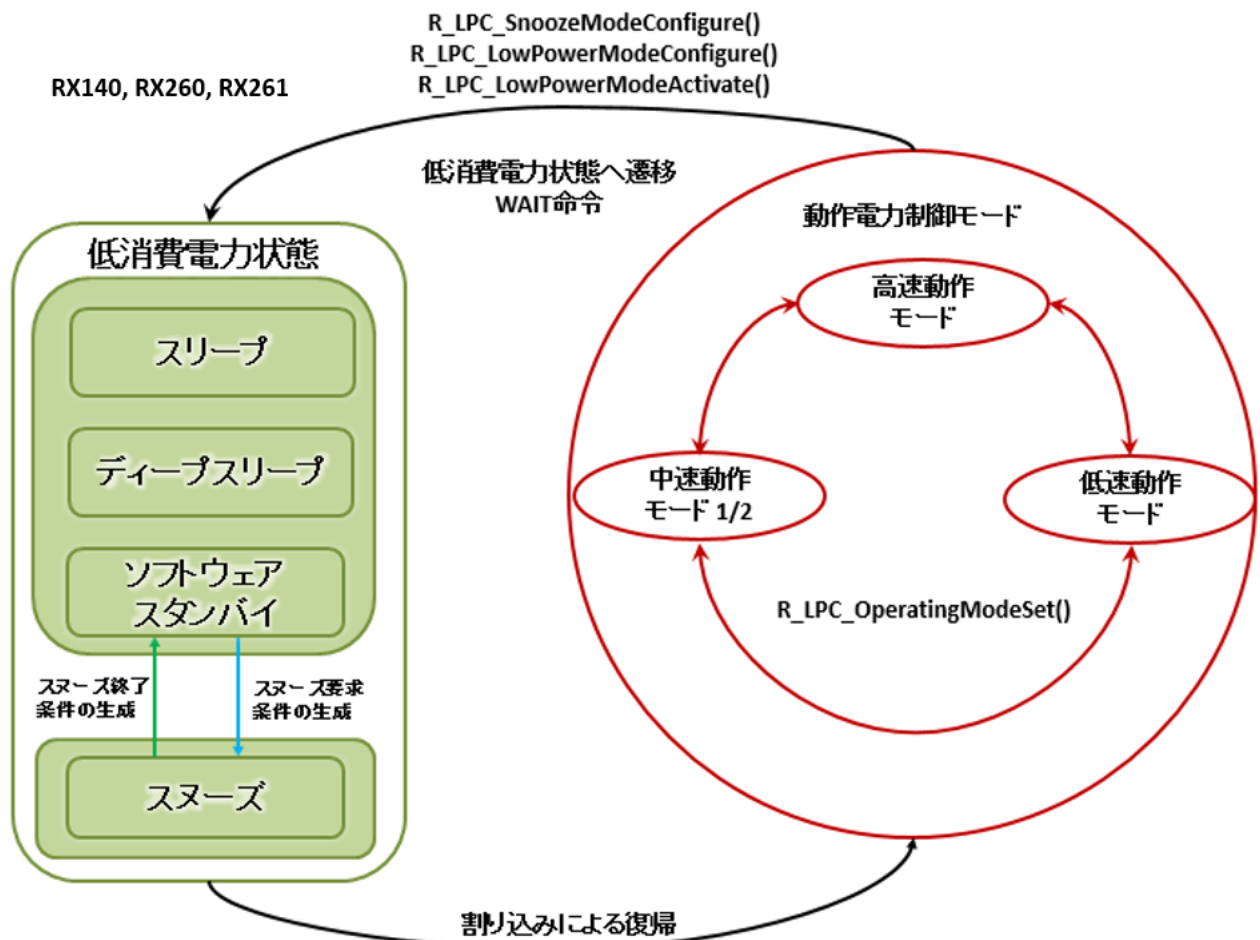 R_LPC_SnoozeModeConfigure()
R_LPC_LowPowerModeConfigure()
R_LPC_LowPowerModeActivate()
RX140, RX260, RX261
低消費電力状態へ遷移
WAIT命令
動作電力制御モード
低消費電力状態
高速動作
モード
スリープ
ディープスリープ
中速動作
モード 1/2
低速動作
モード
ソフトウェア
スタンバイ
R_LPC_OperatingModeSet()
スヌーズ終了
条件の生成
スヌーズ要求
条件の生成
スヌーズ
割り込みによる復帰